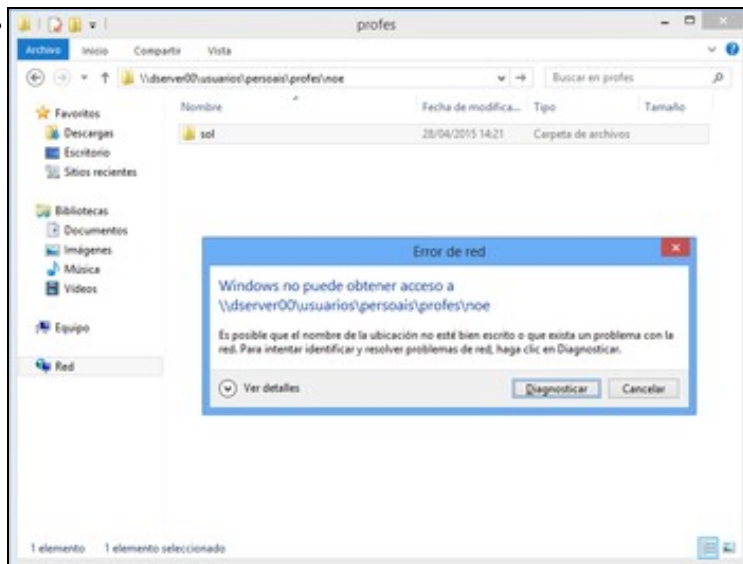 profes
Archivo Inicio Compartir Vista
\\dserver00\usuarios\persoais\profes\noe
Buscar en profes
Nombre Fecha de modifica... Tipo Tamaño
sol 28/04/2015 14:21 Carpeta de archivos
Favoritos
Descargas
Escritorio
Sitios recientes
Bibliotecas
Documentos
Imágenes
Música
Vídeos
Equipo
Red
Error de red
Windows no puede obtener acceso a
\\dserver00\usuarios\persoais\profes\noe
Es posible que el nombre de la ubicación no esté bien escrito o que exista un problema con la
red. Para intentar identificar y resolver problemas de red, haga clic en Diagnosticar.
Ver detalles Diagnosticar Cancelar
1 elemento 1 elemento seleccionado